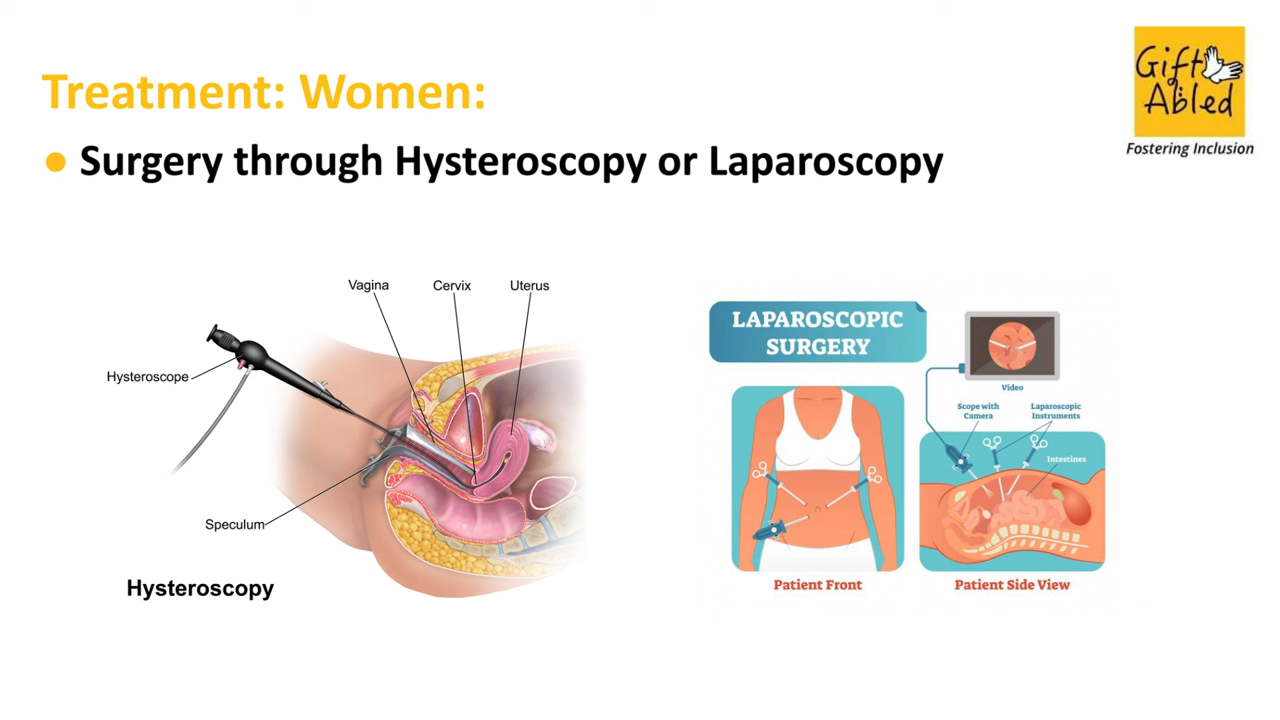 Treatment: Women:
● Surgery through Hysteroscopy or Laparoscopy
Gift
Abled
Fostering Inclusion
Vagina
Cervix
Uterus
Hysteroscope
Speculum
Hysteroscopy
LAPAROSCOPIC
SURGERY
Video
Scope with
Camera
Laparoscopic
Instruments
Intestines
Patient Front
Patient Side View